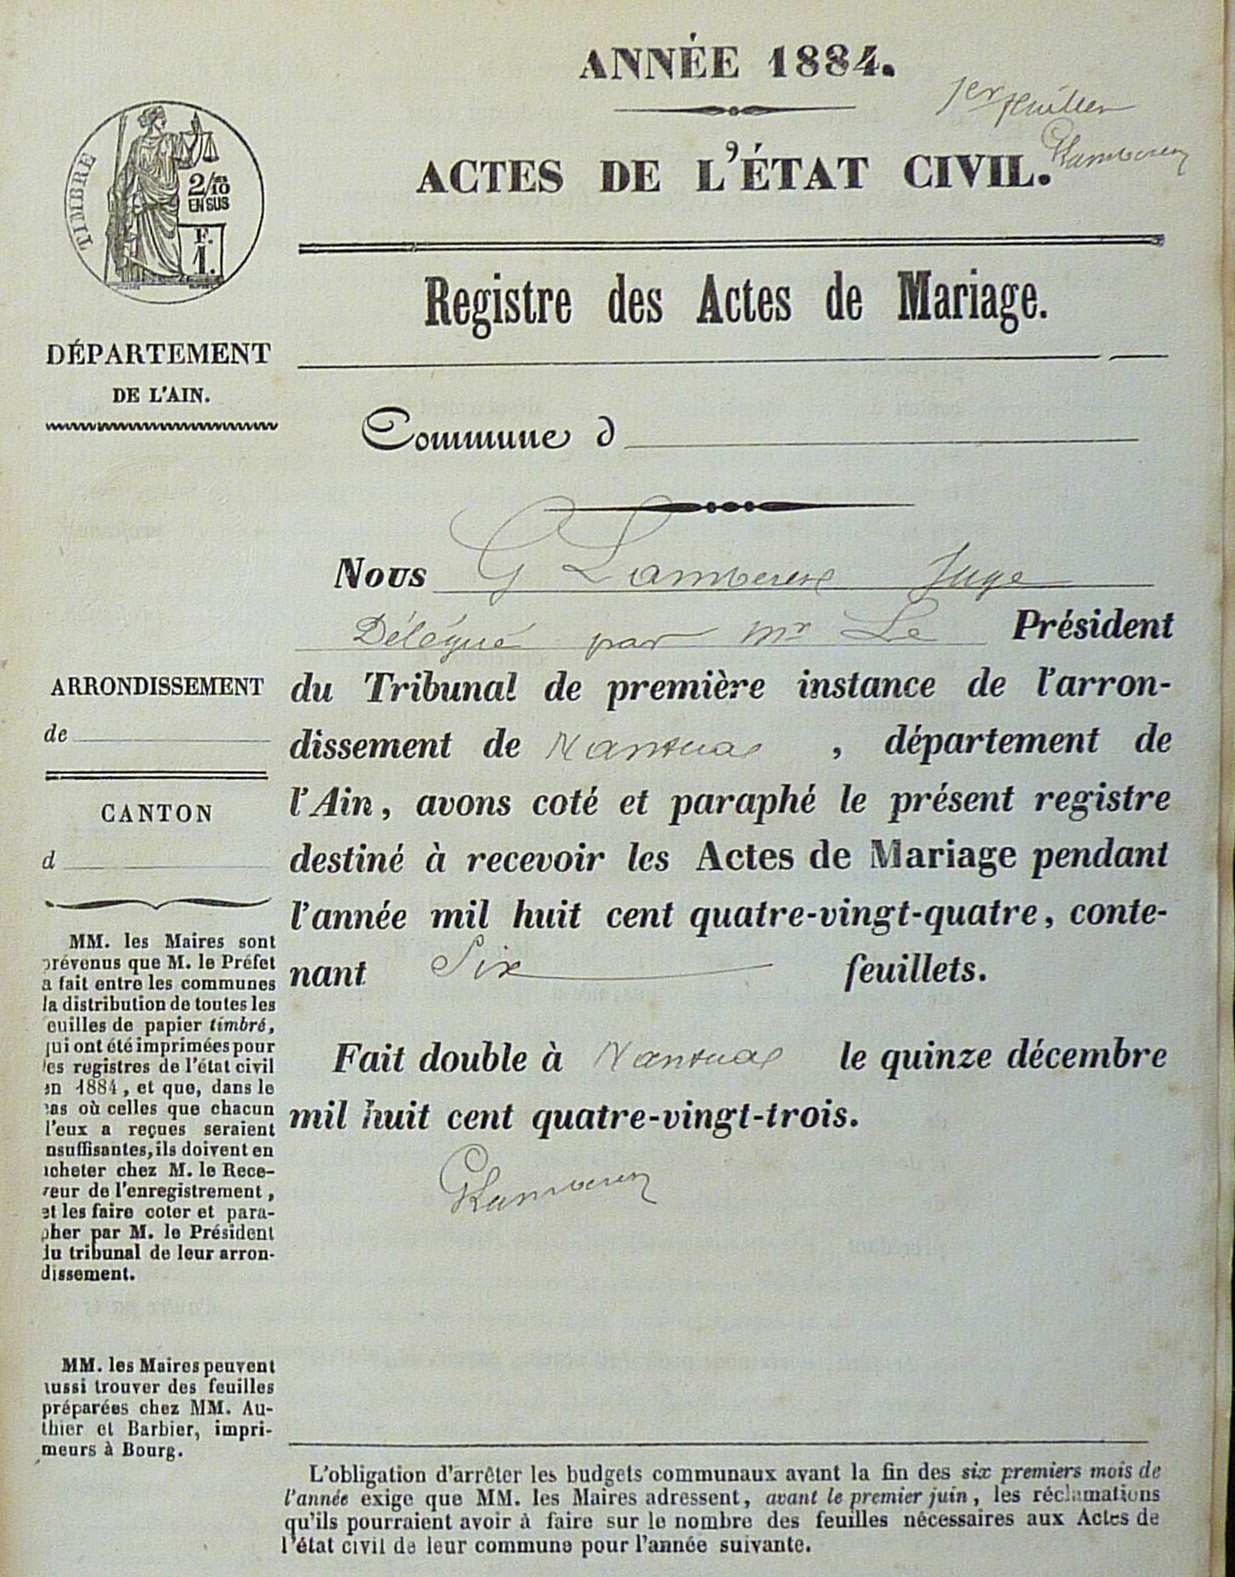 ANNÉE 1884.
1er feuillet
ACTES DE L'ÉTAT CIVIL.
TIMBRE
2/10 EN SUS
F. 1.
Registre des Actes de Mariage.
DÉPARTEMENT
DE L'AIN.
Commune d
Nous G Juge
Délégué par Mr Le Président
du Tribunal de première instance de l'arron-
dissement de Nantua, département de
l'Ain, avons coté et paraphé le présent registre
destiné à recevoir les Actes de Mariage pendant
l'année mil huit cent quatre-vingt-quatre, conte-
nant Six feuillets.
Fait double à Nantua le quinze décembre
mil huit cent quatre-vingt-trois.
ARRONDISSEMENT
de
CANTON
d
MM. les Maires sont
prévenus que M. le Préfet
a fait entre les communes
la distribution de toutes les
euilles de papier timbré,
qui ont été imprimées pour
les registres de l'état civil
en 1884, et que, dans le
cas où celles que chacun
d'eux a reçues seraient
nsuffisantes, ils doivent en
acheter chez M. le Rece-
veur de l'enregistrement,
et les faire coter et para-
pher par M. le Président
du tribunal de leur arron-
dissement.
MM. les Maires peuvent
aussi trouver des feuilles
préparées chez MM. Au-
thier et Barbier, impri-
meurs à Bourg.
L'obligation d'arrêter les budgets communaux avant la fin des six premiers mois de
l'année exige que MM. les Maires adressent, avant le premier juin, les réclamations
qu'ils pourraient avoir à faire sur le nombre des feuilles nécessaires aux Actes de
l'état civil de leur commune pour l'année suivante.